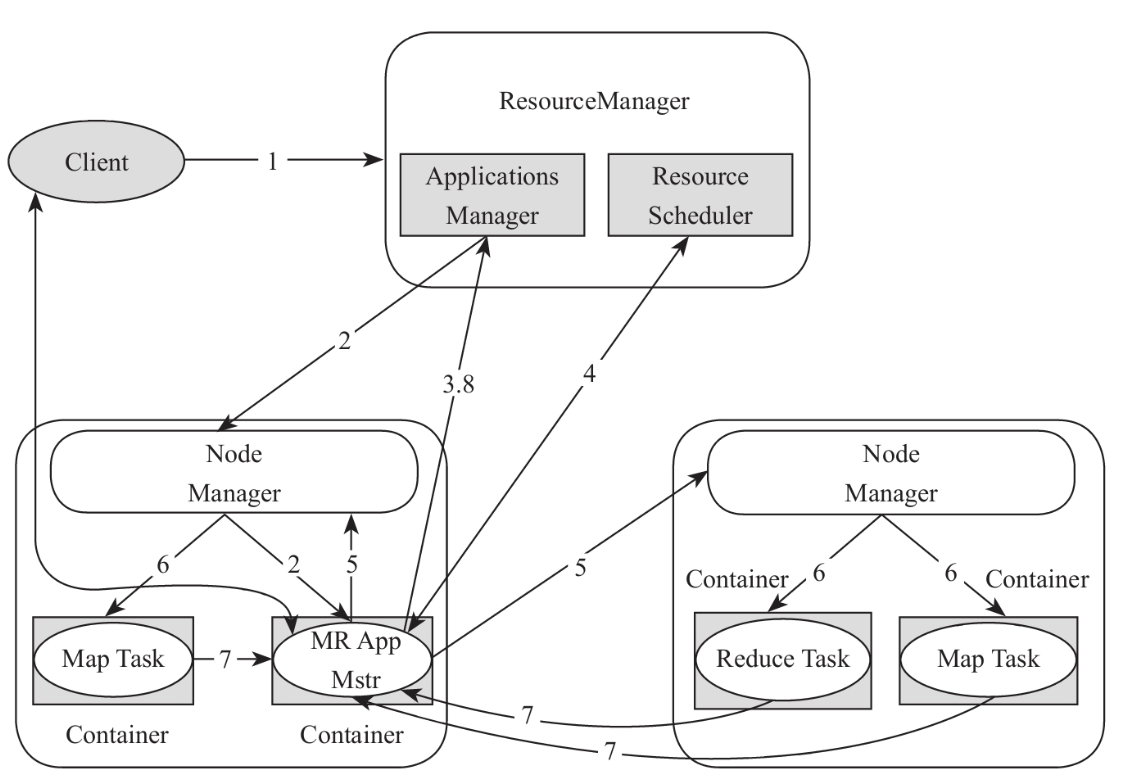 ResourceManager
Client
1
Applications
Manager
Resource
Scheduler
2
3.8
4
Node
Manager
6
2
5
5
Node
Manager
Container
6
6
Container
Map Task
7
MR App
Mstr
Reduce Task
Map Task
7
7
Container
Container